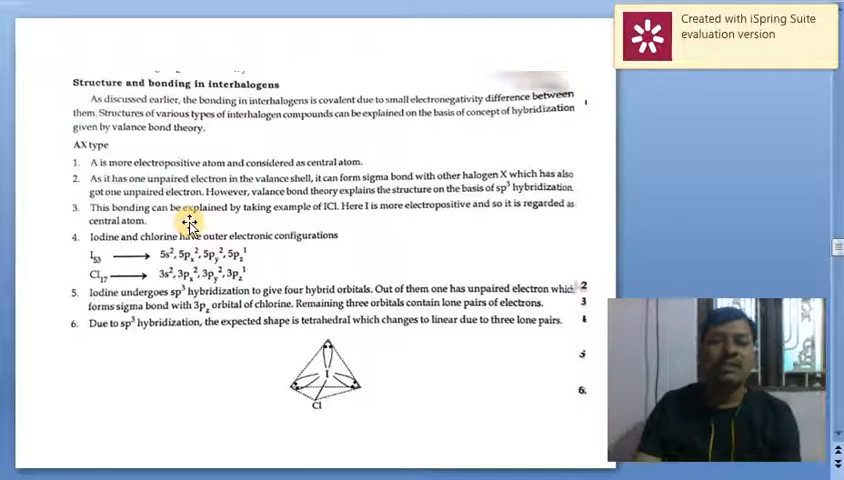 Created with iSpring Suite
evaluation version
Structure and bonding in interhalogens
As discussed earlier, the bonding in interhalogens is covalent due to small electronegativity difference between
them. Structures of various types of interhalogen compounds can be explained on the basis of concept of hybridization
given by valance bond theory.
AX type
1. A is more electropositive atom and considered as central atom.
2. As it has one unpaired electron in the valance shell, it can form sigma bond with other halogen X which has also
got one unpaired electron. However, valance bond theory explains the structure on the basis of sp³ hybridization.
3. This bonding can be explained by taking example of ICl. Here I is more electropositive and so it is regarded as
central atom.
4. Iodine and chlorine have outer electronic configurations
I₅₃ ⟶ 5s², 5pₓ², 5p_y², 5p_z¹
Cl₁₇ ⟶ 3s², 3pₓ², 3p_y², 3p_z¹
5. Iodine undergoes sp³ hybridization to give four hybrid orbitals. Out of them one has unpaired electron which
forms sigma bond with 3p_z orbital of chlorine. Remaining three orbitals contain lone pairs of electrons.
6. Due to sp³ hybridization, the expected shape is tetrahedral which changes to linear due to three lone pairs.
I
Cl
2
3
6.